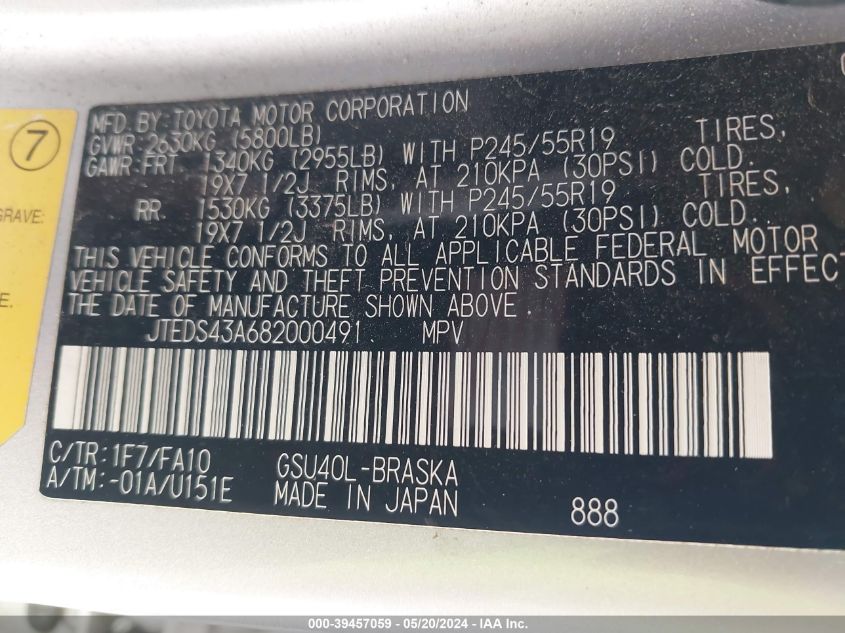 MFD. BY: TOYOTA MOTOR CORPORATION
GVWR: 2630KG (5800LB)
GAWR: FRT 1340KG (2955LB) WITH P245/55R19 TIRES,
19X7 1/2J RIMS, AT 210KPA (30PSI) COLD.
RR 1530KG (3375LB) WITH P245/55R19 TIRES,
19X7 1/2J RIMS, AT 210KPA (30PSI) COLD.
THIS VEHICLE CONFORMS TO ALL APPLICABLE FEDERAL MOTOR
VEHICLE SAFETY AND THEFT PREVENTION STANDARDS IN EFFECT
THE DATE OF MANUFACTURE SHOWN ABOVE.
JTEDS43A682000491 MPV
C/TR: 1F7/FA10 GSU40L-BRASKA
A/TM: -01A/U151E MADE IN JAPAN 888
7
GRAVE:
E.
000-39457059 - 05/20/2024 - IAA Inc.